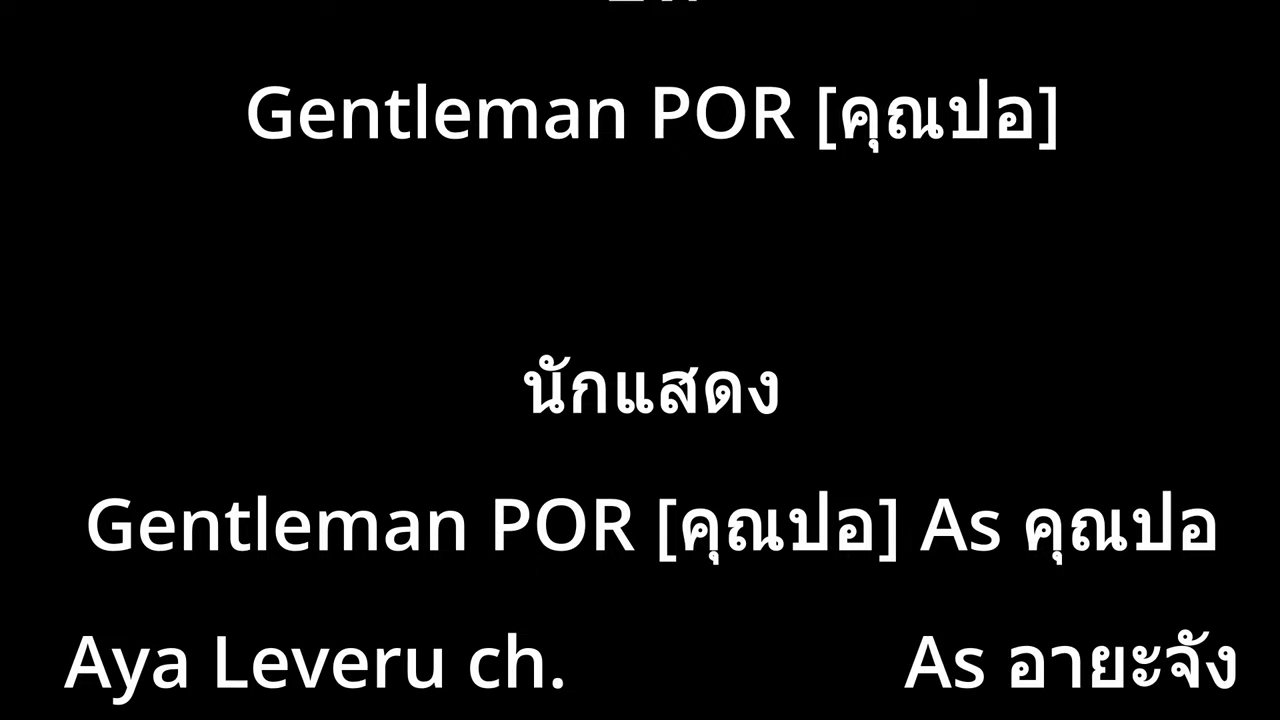 Gentleman POR [คุณปอ]
นักแสดง
Gentleman POR [คุณปอ] As คุณปอ
Aya Leveru ch. As อายะจัง